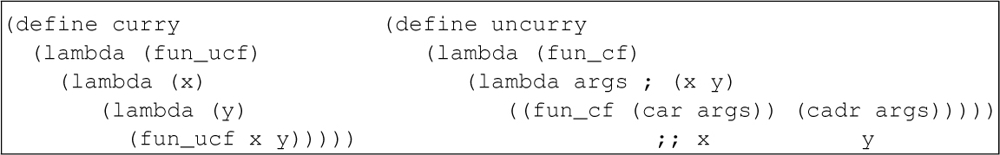 (define curry                (define uncurry
  (lambda (fun_ucf)             (lambda (fun_cf)
    (lambda (x)                    (lambda args ; (x y)
       (lambda (y)                    ((fun_cf (car args)) (cadr args)))))
         (fun_ucf x y)))))                       ;; x           y